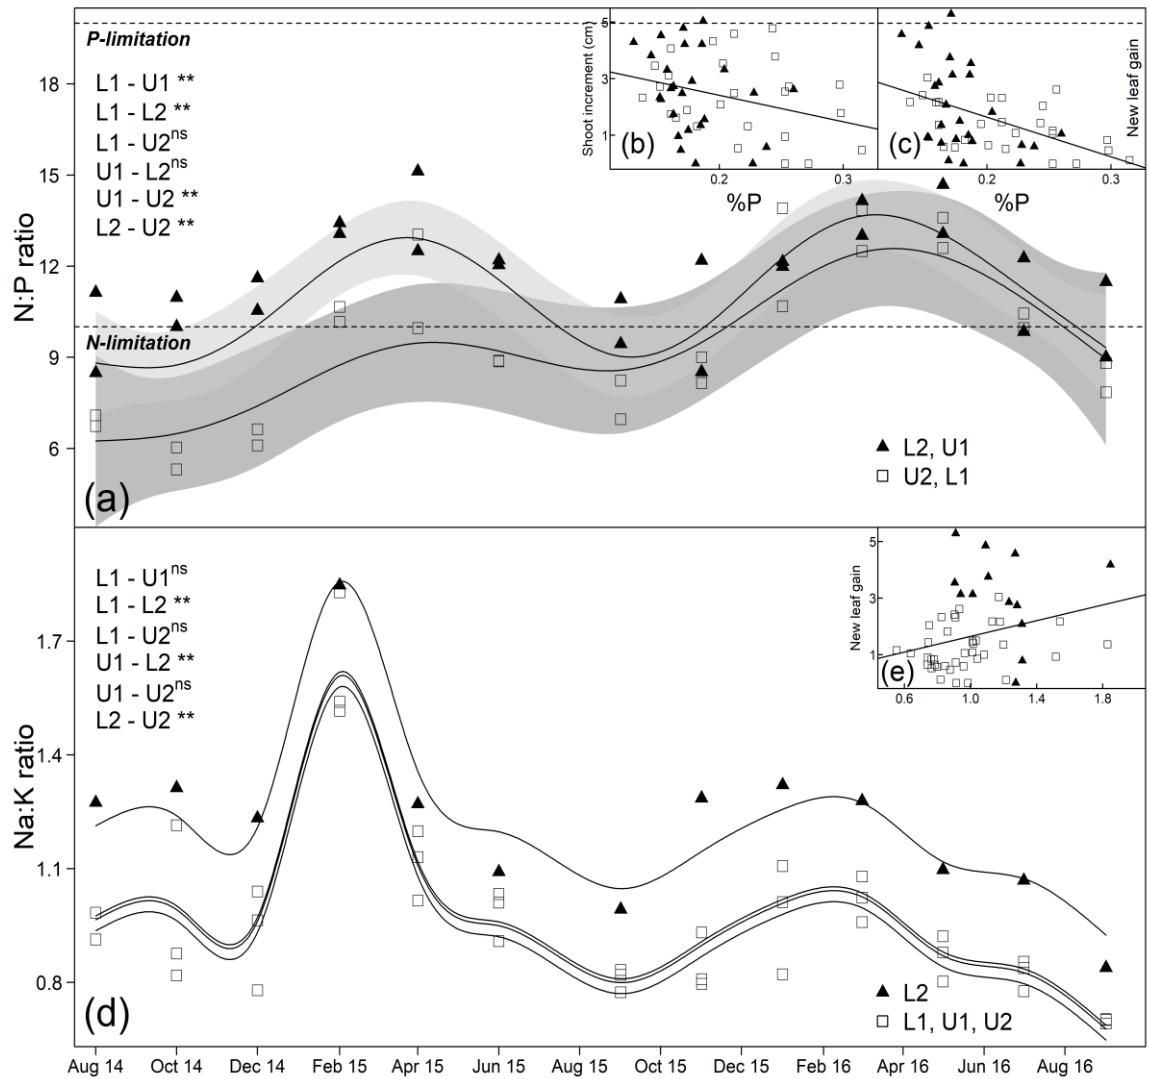 P-limitation
L1 - U1 **
L1 - L2 **
L1 - U2ns
U1 - L2ns
U1 - U2 **
L2 - U2 **
N:P ratio
18
15
12
9
6
N-limitation
(a)
L2, U1
U2, L1
Shoot increment (cm)
5
3
1
(b)
0.2
0.3
%P
(c)
New leaf gain
0.2
0.3
%P
L1 - U1ns
L1 - L2 **
L1 - U2ns
U1 - L2 **
U1 - U2ns
L2 - U2 **
Na:K ratio
1.7
1.4
1.1
0.8
(d)
L2
L1, U1, U2
New leaf gain
5
3
1
(e)
0.6
1.0
1.4
1.8
Aug 14
Oct 14
Dec 14
Feb 15
Apr 15
Jun 15
Aug 15
Oct 15
Dec 15
Feb 16
Apr 16
Jun 16
Aug 16